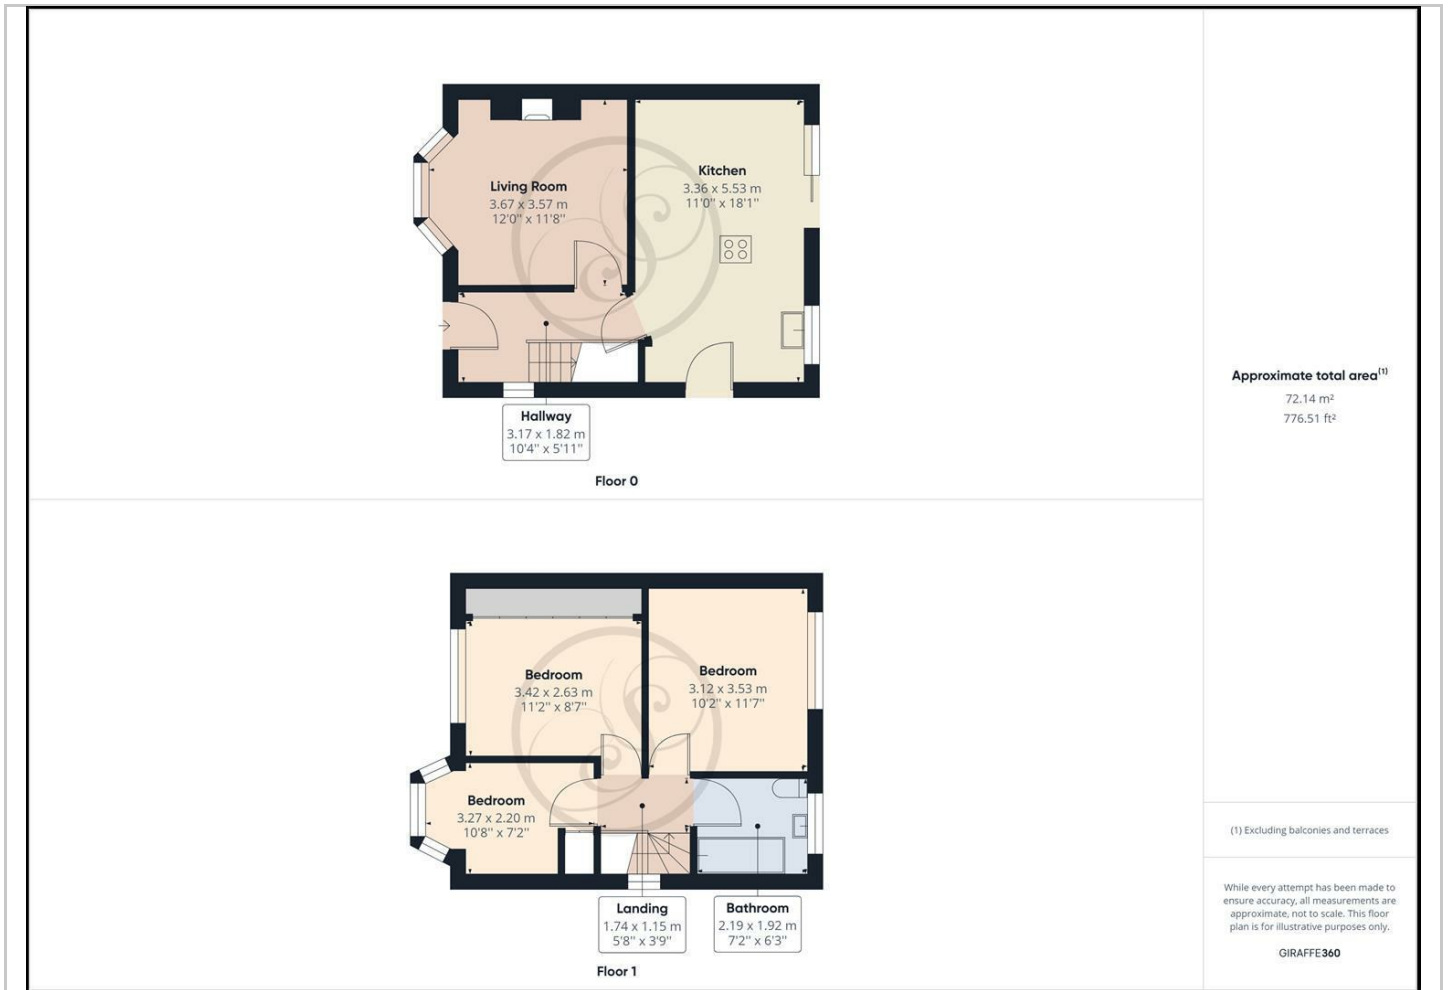 Living Room
3.67 x 3.57 m
12'0" x 11'8"
Kitchen
3.36 x 5.53 m
11'0" x 18'1"
Hallway
3.17 x 1.82 m
10'4" x 5'11"
Floor 0
Bedroom
3.42 x 2.63 m
11'2" x 8'7"
Bedroom
3.12 x 3.53 m
10'2" x 11'7"
Bedroom
3.27 x 2.20 m
10'8" x 7'2"
Landing
1.74 x 1.15 m
5'8" x 3'9"
Bathroom
2.19 x 1.92 m
7'2" x 6'3"
Floor 1
Approximate total area(1)
72.14 m²
776.51 ft²
(1) Excluding balconies and terraces
While every attempt has been made to
ensure accuracy, all measurements are
approximate, not to scale. This floor
plan is for illustrative purposes only.
GIRAFFE360